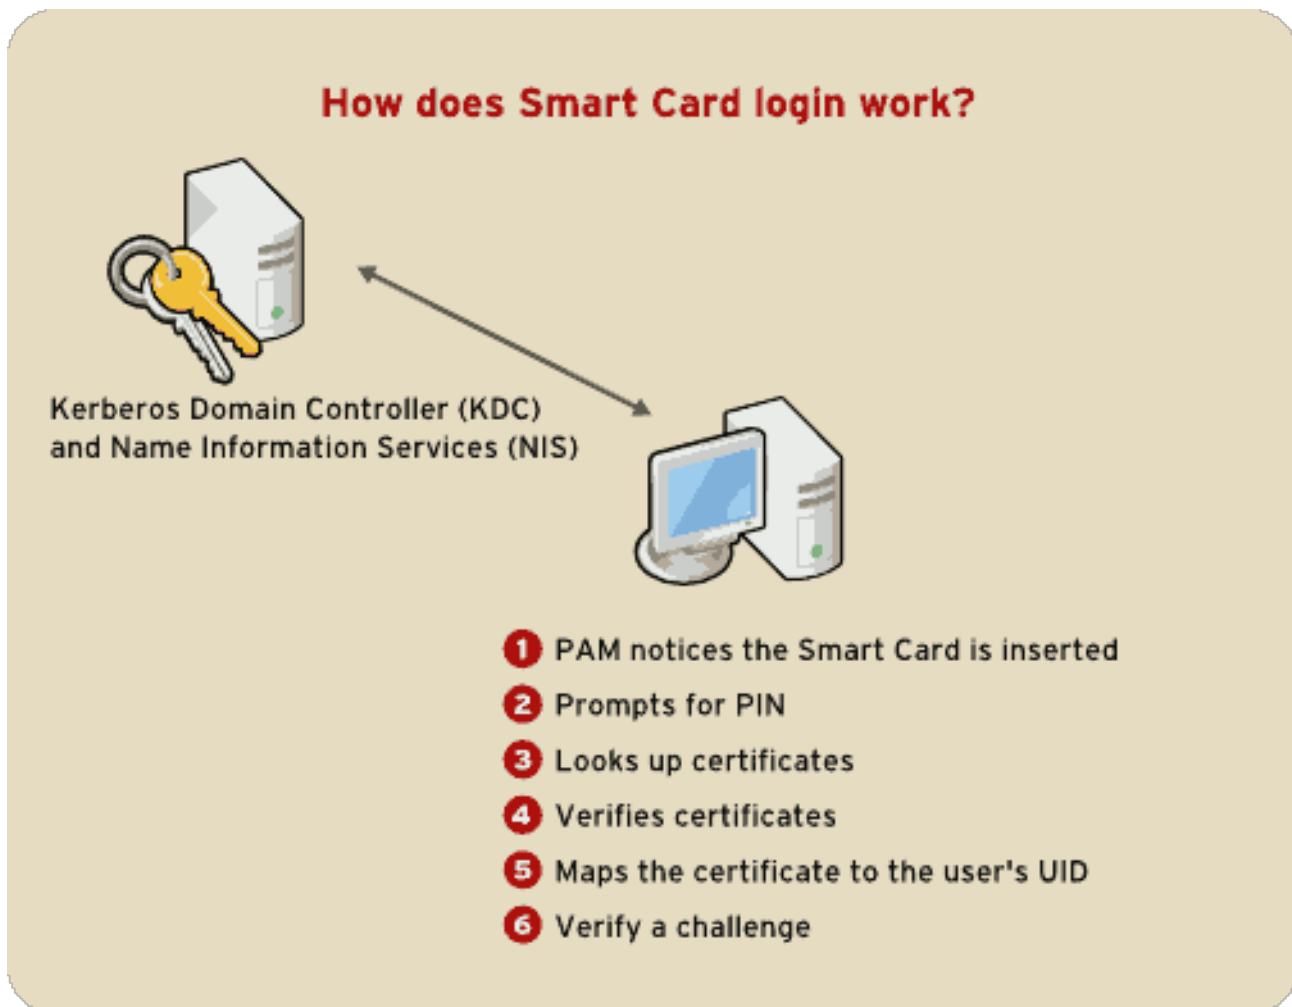 How does Smart Card login work?
Kerberos Domain Controller (KDC)
and Name Information Services (NIS)
1 PAM notices the Smart Card is inserted
2 Prompts for PIN
3 Looks up certificates
4 Verifies certificates
5 Maps the certificate to the user's UID
6 Verify a challenge